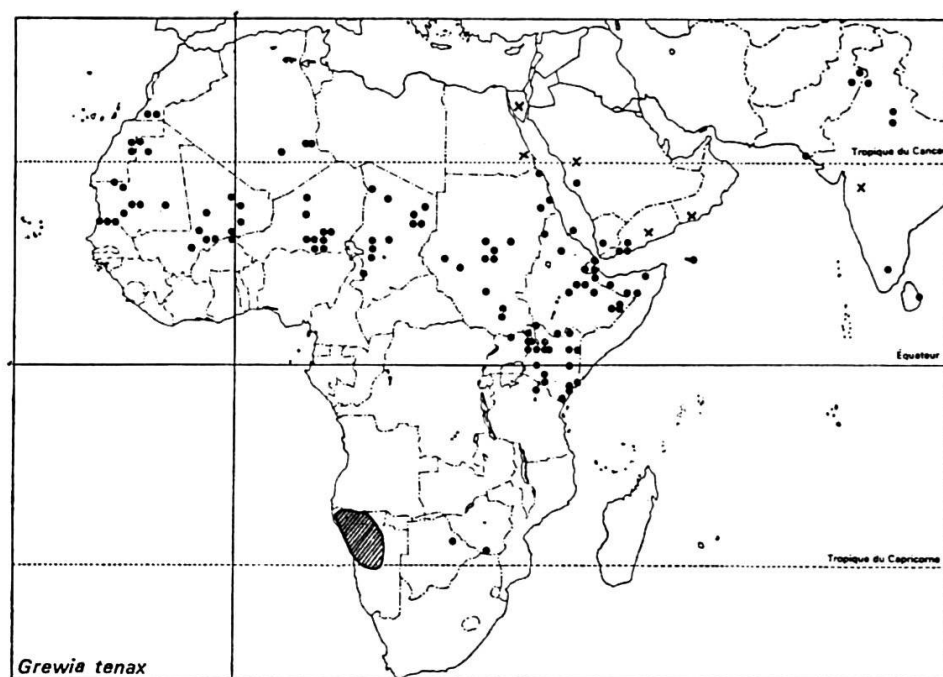 Tropique du Cancer
Équateur
Tropique du Capricorne
Grewia tenax